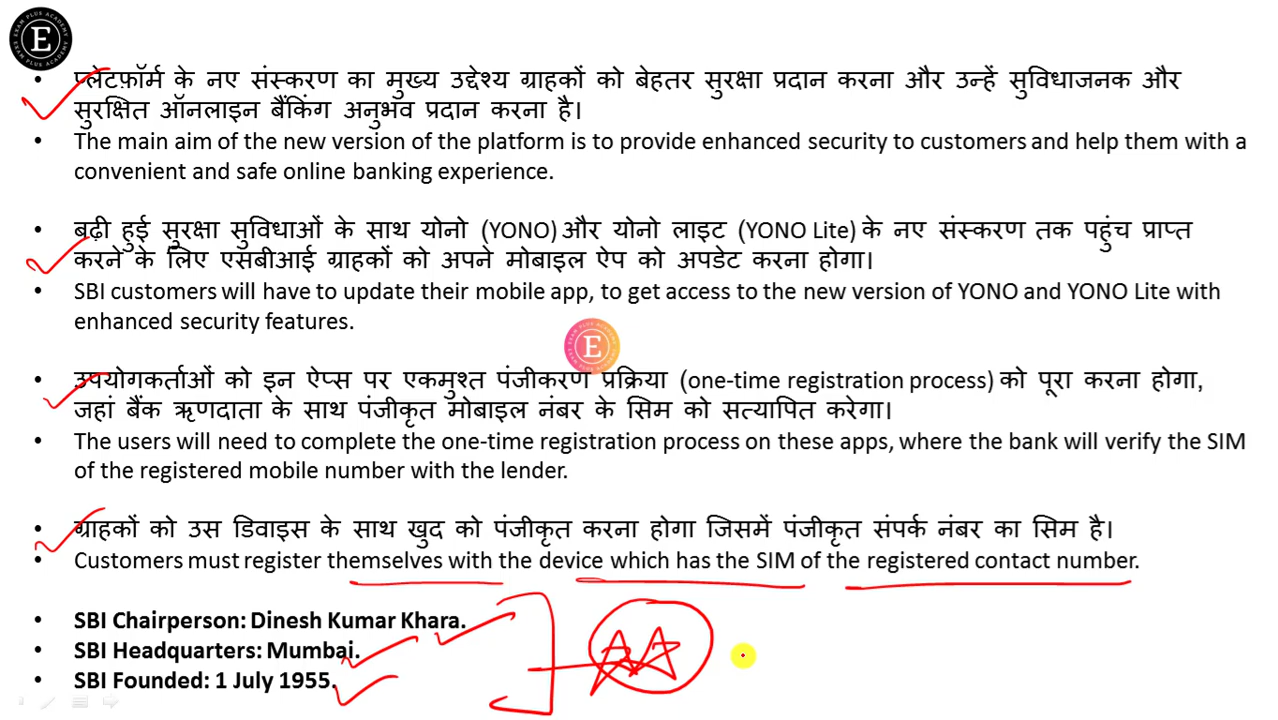 EXAM PLUS ACADEMY
E
EXAM PLUS ACADEMY
• प्लेटफ़ॉर्म के नए संस्करण का मुख्य उद्देश्य ग्राहकों को बेहतर सुरक्षा प्रदान करना और उन्हें सुविधाजनक और
सुरक्षित ऑनलाइन बैंकिंग अनुभव प्रदान करना है।
• The main aim of the new version of the platform is to provide enhanced security to customers and help them with a
convenient and safe online banking experience.
• बढ़ी हुई सुरक्षा सुविधाओं के साथ योनो (YONO) और योनो लाइट (YONO Lite) के नए संस्करण तक पहुंच प्राप्त
करने के लिए एसबीआई ग्राहकों को अपने मोबाइल ऐप को अपडेट करना होगा।
• SBI customers will have to update their mobile app, to get access to the new version of YONO and YONO Lite with
enhanced security features.
E
• उपयोगकर्ताओं को इन ऐप्स पर एकमुश्त पंजीकरण प्रक्रिया (one-time registration process) को पूरा करना होगा,
जहां बैंक ऋणदाता के साथ पंजीकृत मोबाइल नंबर के सिम को सत्यापित करेगा।
• The users will need to complete the one-time registration process on these apps, where the bank will verify the SIM
of the registered mobile number with the lender.
• ग्राहकों को उस डिवाइस के साथ खुद को पंजीकृत करना होगा जिसमें पंजीकृत संपर्क नंबर का सिम है।
• Customers must register themselves with the device which has the SIM of the registered contact number.
• SBI Chairperson: Dinesh Kumar Khara.
• SBI Headquarters: Mumbai.
• SBI Founded: 1 July 1955.